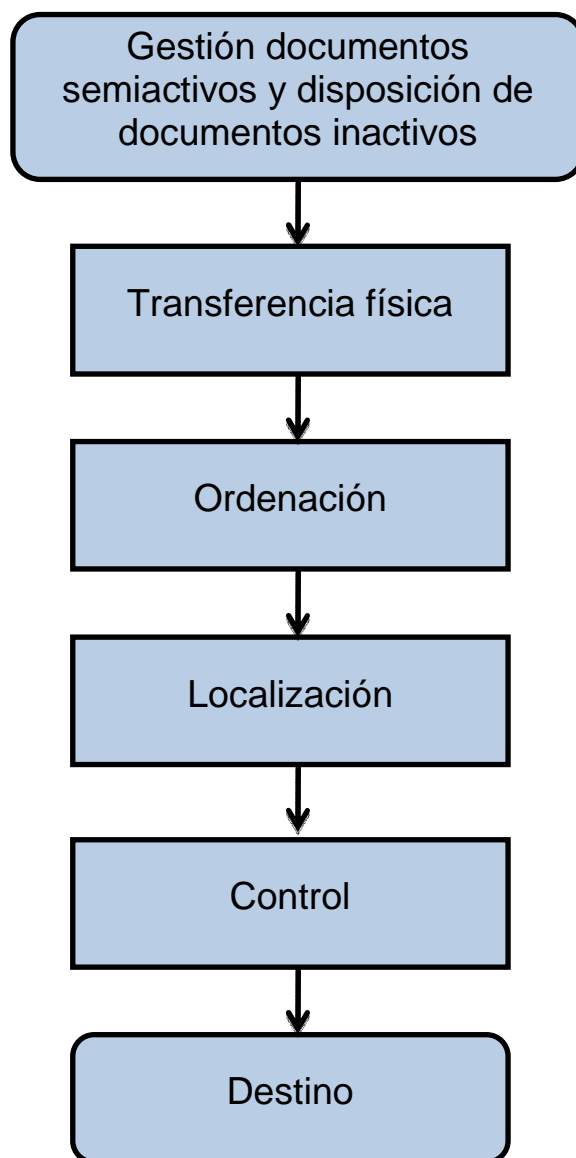 Gestión documentos
semiactivos y disposición de
documentos inactivos
Transferencia física
Ordenación
Localización
Control
Destino